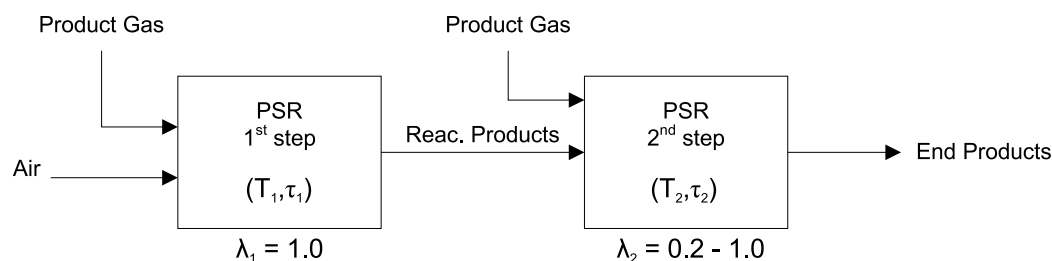 Product Gas
Product Gas
PSR
1st step
(T₁,τ₁)
λ₁ = 1.0
Air
Reac. Products
PSR
2nd step
(T₂,τ₂)
λ₂ = 0.2 - 1.0
End Products